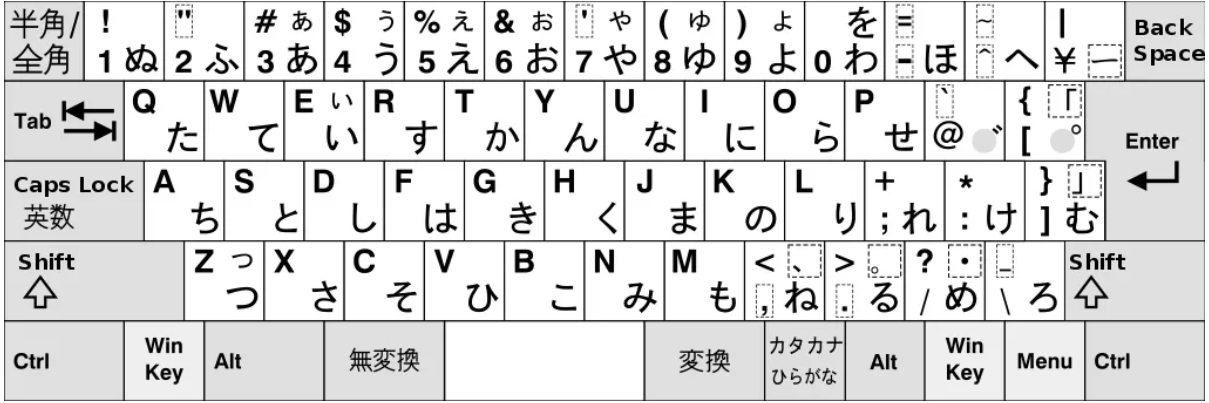 半角/ ! " # ぁ $ ぅ % ぇ & ぉ ' ゃ ( ゅ ) ょ を = ~ | Back
全角 1 ぬ 2 ふ 3 あ 4 う 5 え 6 お 7 や 8 ゆ 9 よ 0 わ - ほ ^ へ ¥ ー Space
Q W E ぃ R T Y U I O P ` { 「
Tab た て い す か ん な に ら せ @ ゛ [ ゜ Enter
Caps Lock A S D F G H J K L + * } 」
英数 ち と し は き く ま の り ; れ : け ] む
Shift Z っ X C V B N M < 、 > 。 ? ・ _ Shift
つ さ そ ひ こ み も , ね . る / め \ ろ
Ctrl Win Key Alt 無変換 変換 カタカナ ひらがな Alt Win Key Menu Ctrl